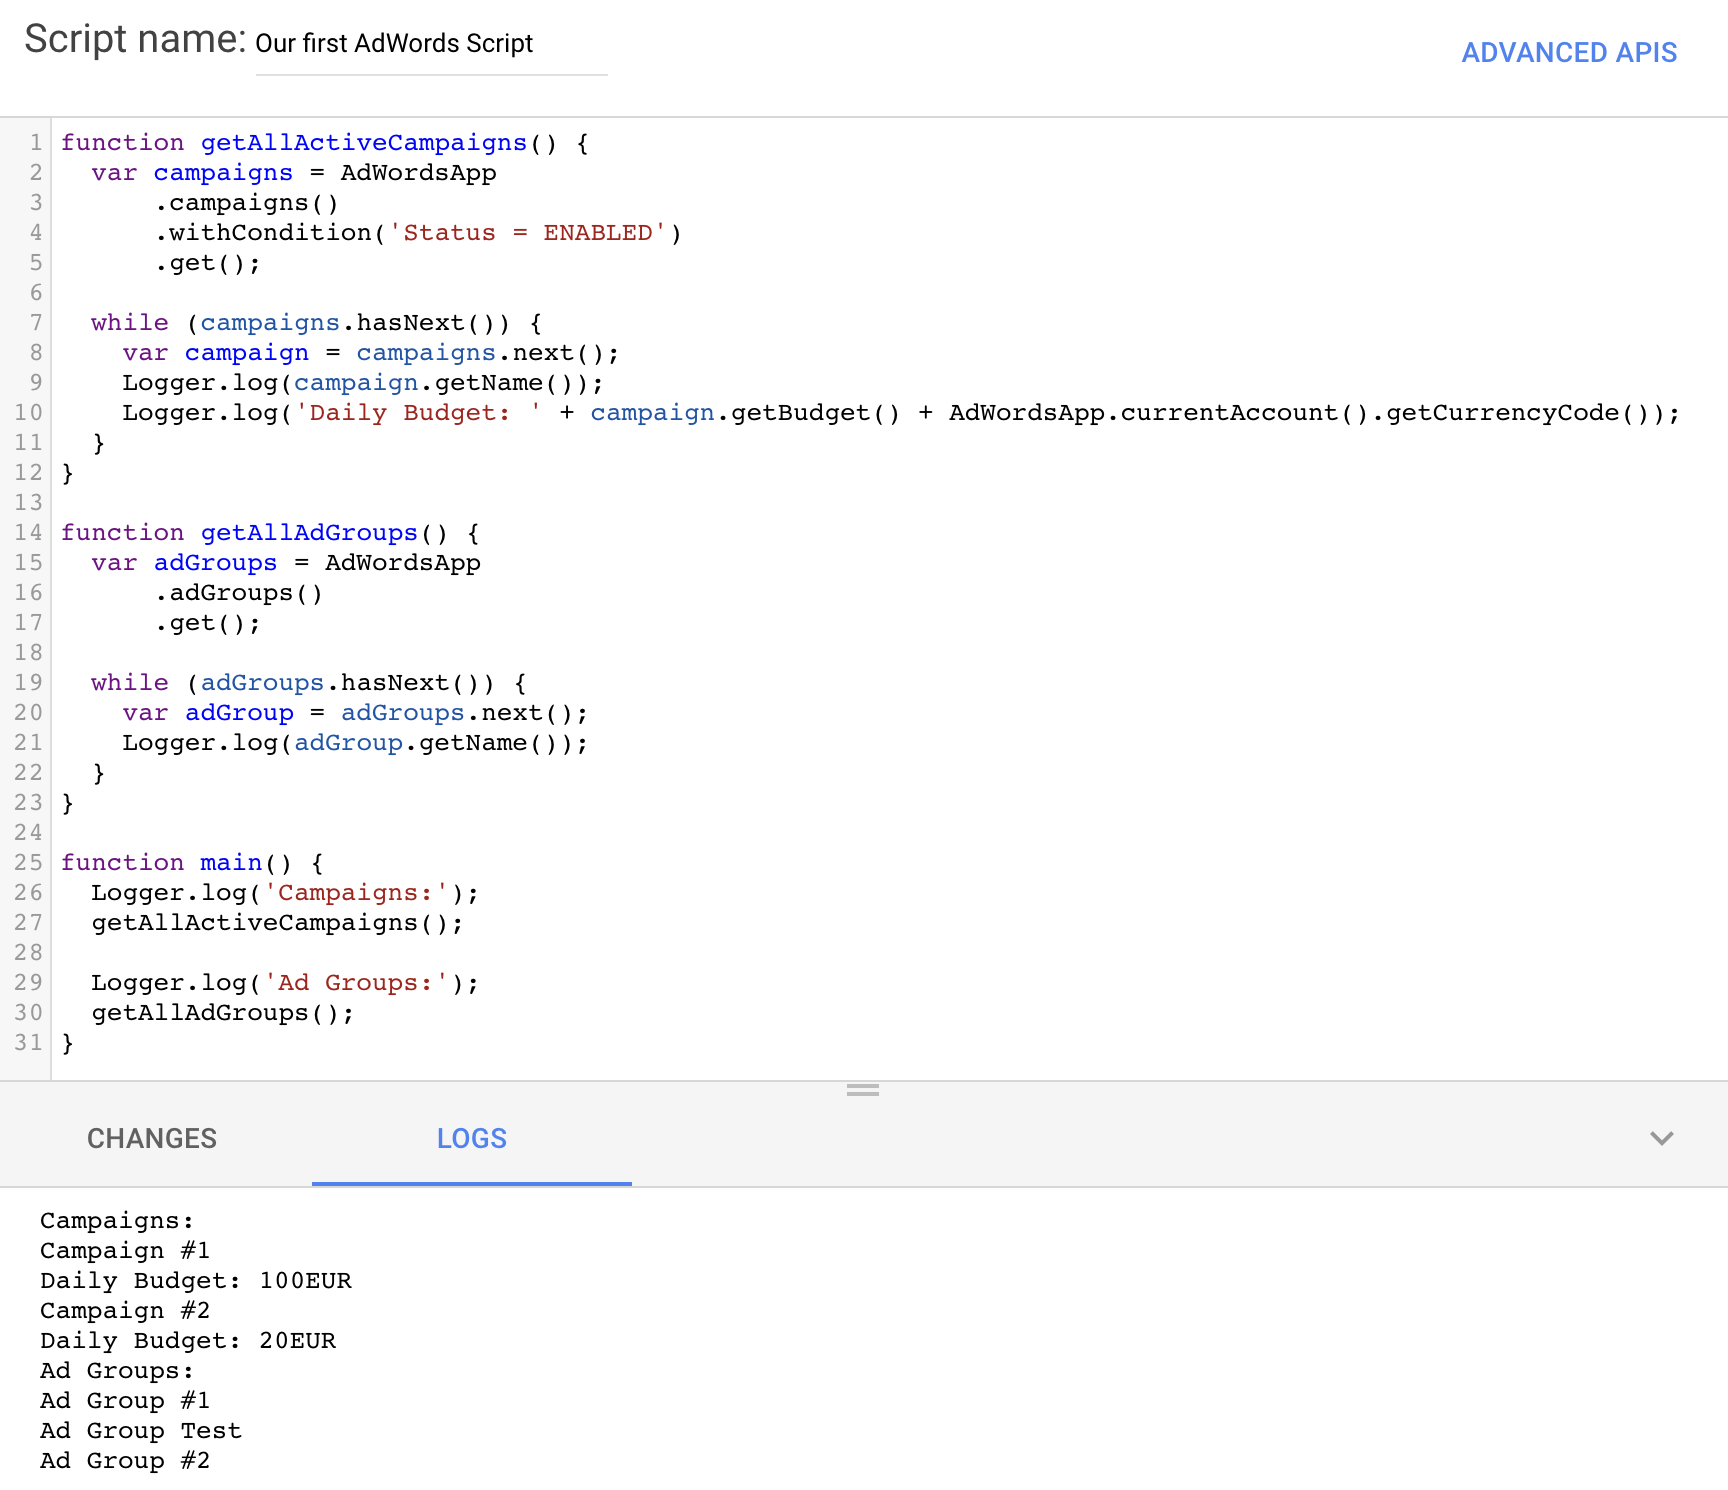 Script name: Our first AdWords Script
ADVANCED APIS
1 function getAllActiveCampaigns() {
2   var campaigns = AdWordsApp
3       .campaigns()
4       .withCondition('Status = ENABLED')
5       .get();
6
7   while (campaigns.hasNext()) {
8     var campaign = campaigns.next();
9     Logger.log(campaign.getName());
10     Logger.log('Daily Budget: ' + campaign.getBudget() + AdWordsApp.currentAccount().getCurrencyCode());
11   }
12 }
13
14 function getAllAdGroups() {
15   var adGroups = AdWordsApp
16       .adGroups()
17       .get();
18
19   while (adGroups.hasNext()) {
20     var adGroup = adGroups.next();
21     Logger.log(adGroup.getName());
22   }
23 }
24
25 function main() {
26   Logger.log('Campaigns:');
27   getAllActiveCampaigns();
28
29   Logger.log('Ad Groups:');
30   getAllAdGroups();
31 }
CHANGES LOGS
Campaigns:
Campaign #1
Daily Budget: 100EUR
Campaign #2
Daily Budget: 20EUR
Ad Groups:
Ad Group #1
Ad Group Test
Ad Group #2